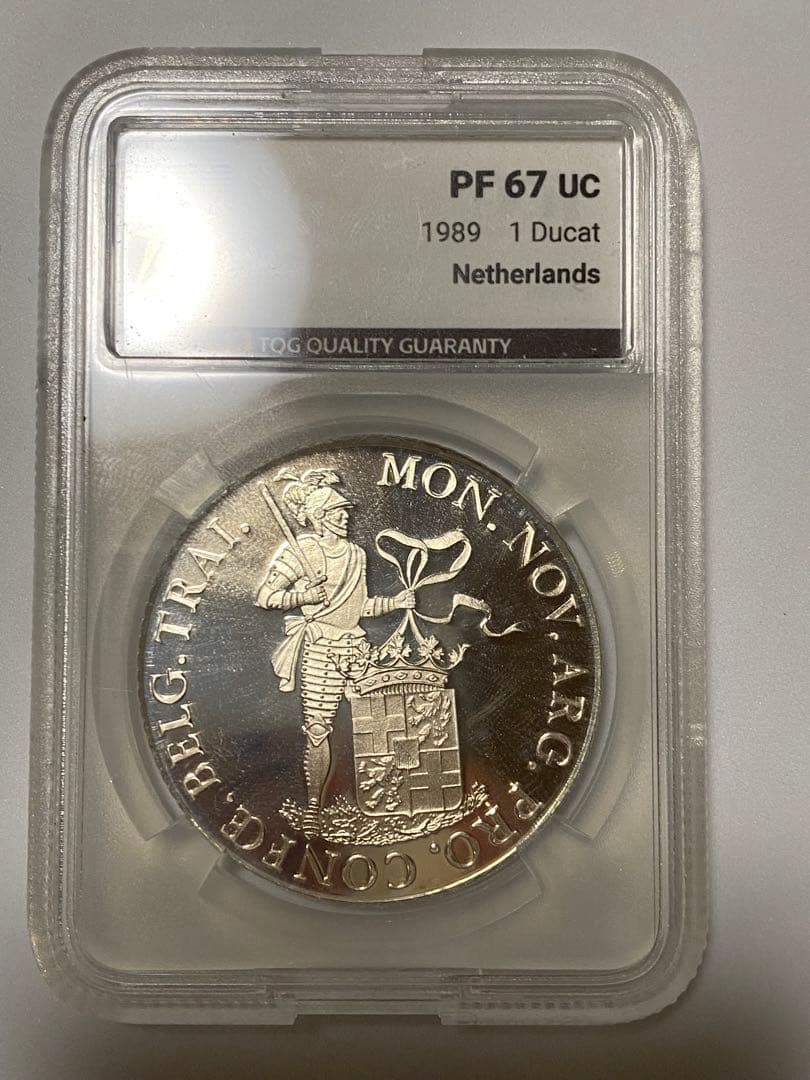 PF 67 UC
1989 1 Ducat
Netherlands
TQG QUALITY GUARANTY
MON. NOV. ARG. PRO. CONFŒ. BELG. TRAI.